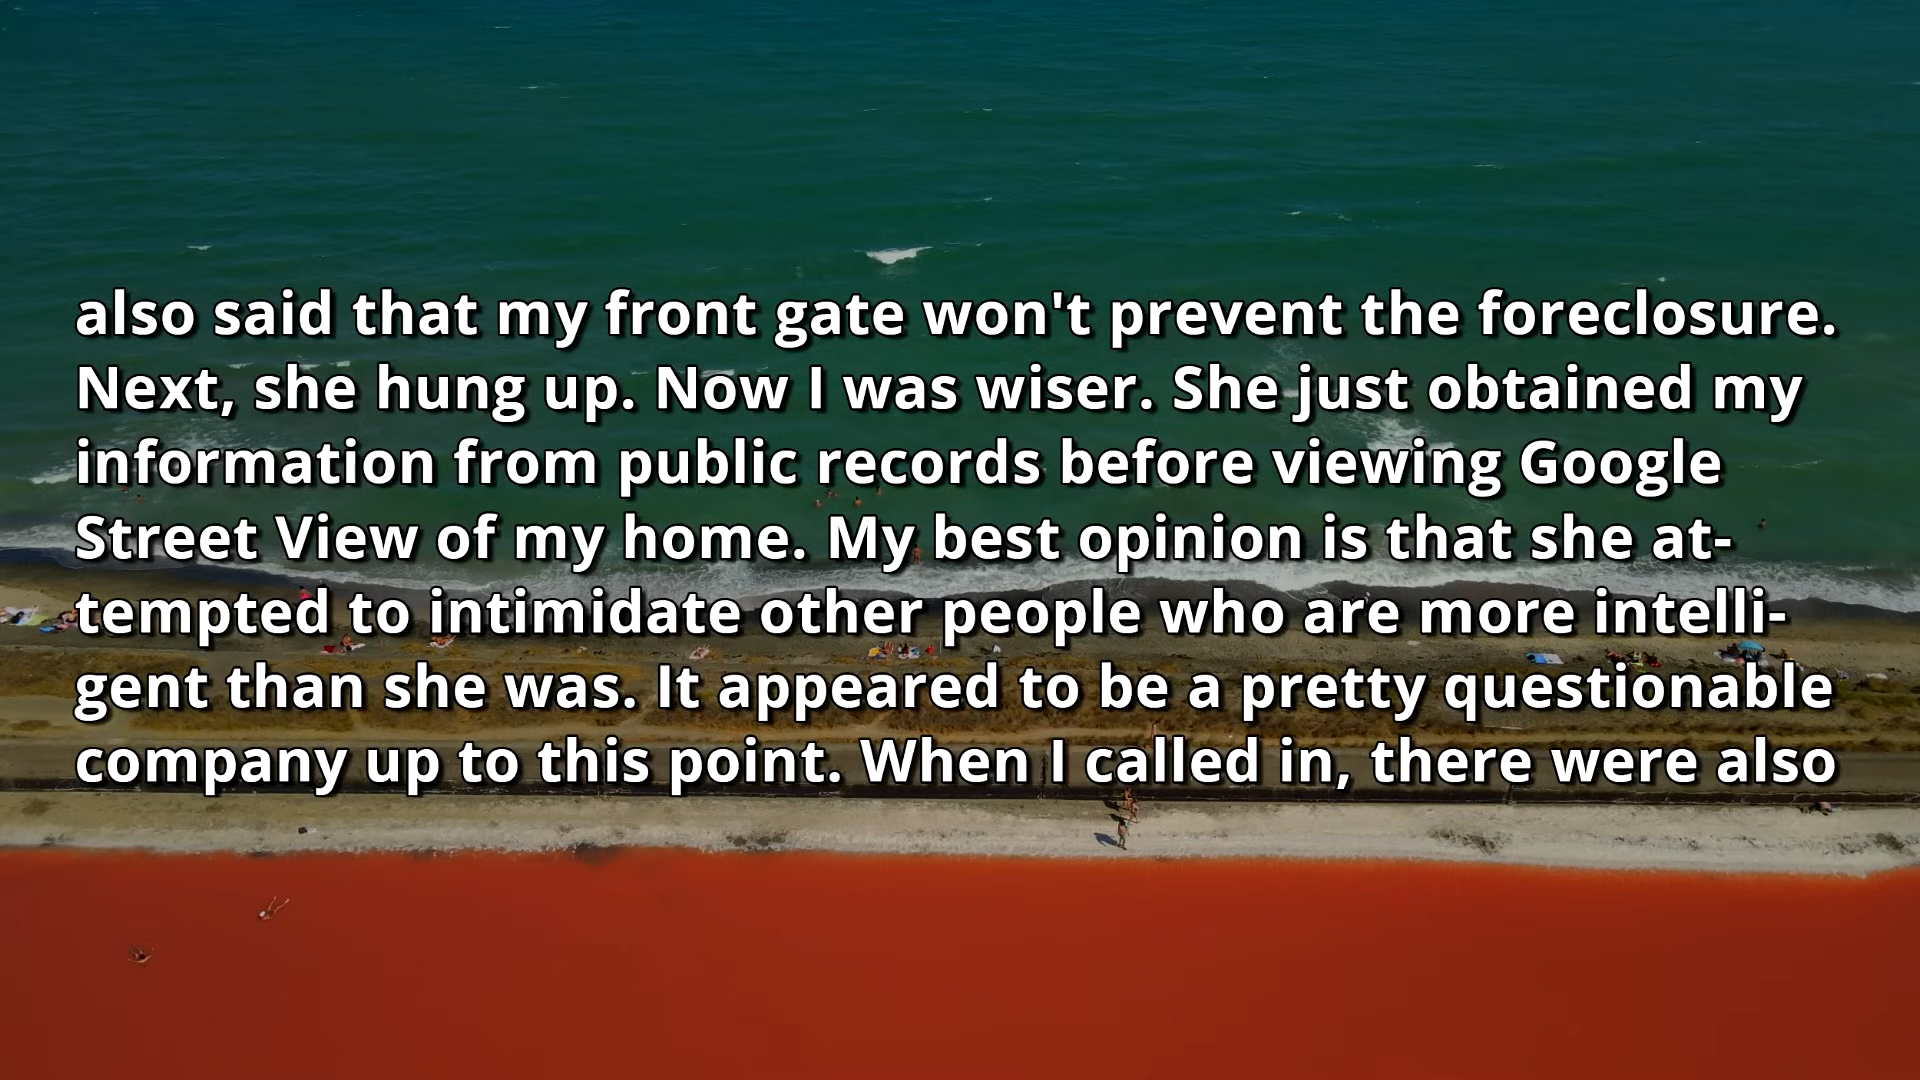 also said that my front gate won't prevent the foreclosure.
Next, she hung up. Now I was wiser. She just obtained my
information from public records before viewing Google
Street View of my home. My best opinion is that she at-
tempted to intimidate other people who are more intelli-
gent than she was. It appeared to be a pretty questionable
company up to this point. When I called in, there were also